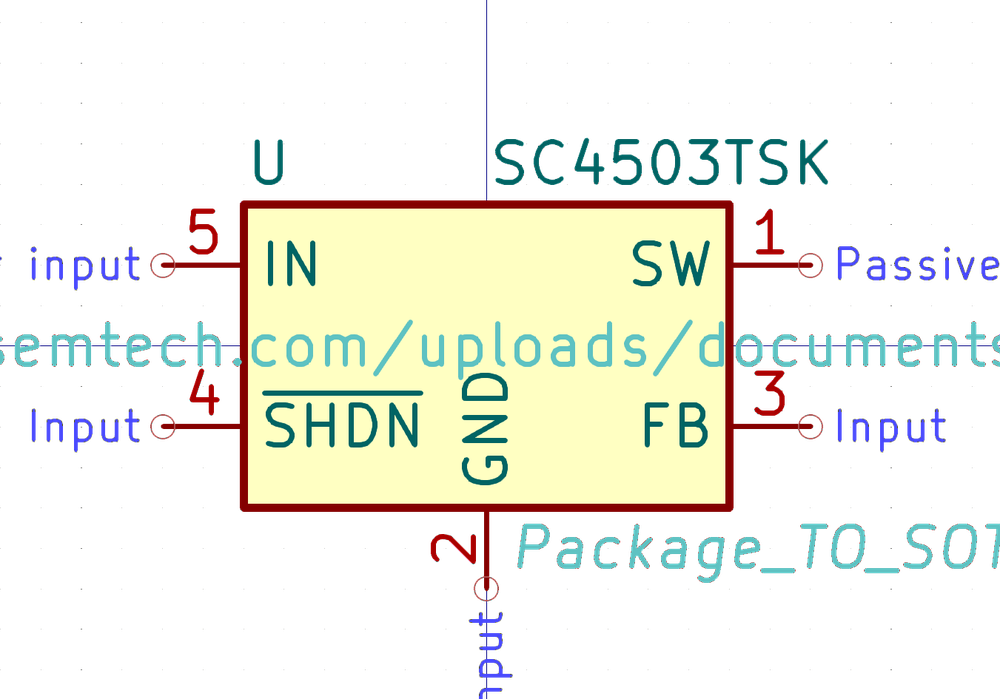 U SC4503TSK
5 IN SW 1
input Passive
semtech.com/uploads/documents
4 SHDN FB 3
Input Input
GND
2
Package_TO_SOT